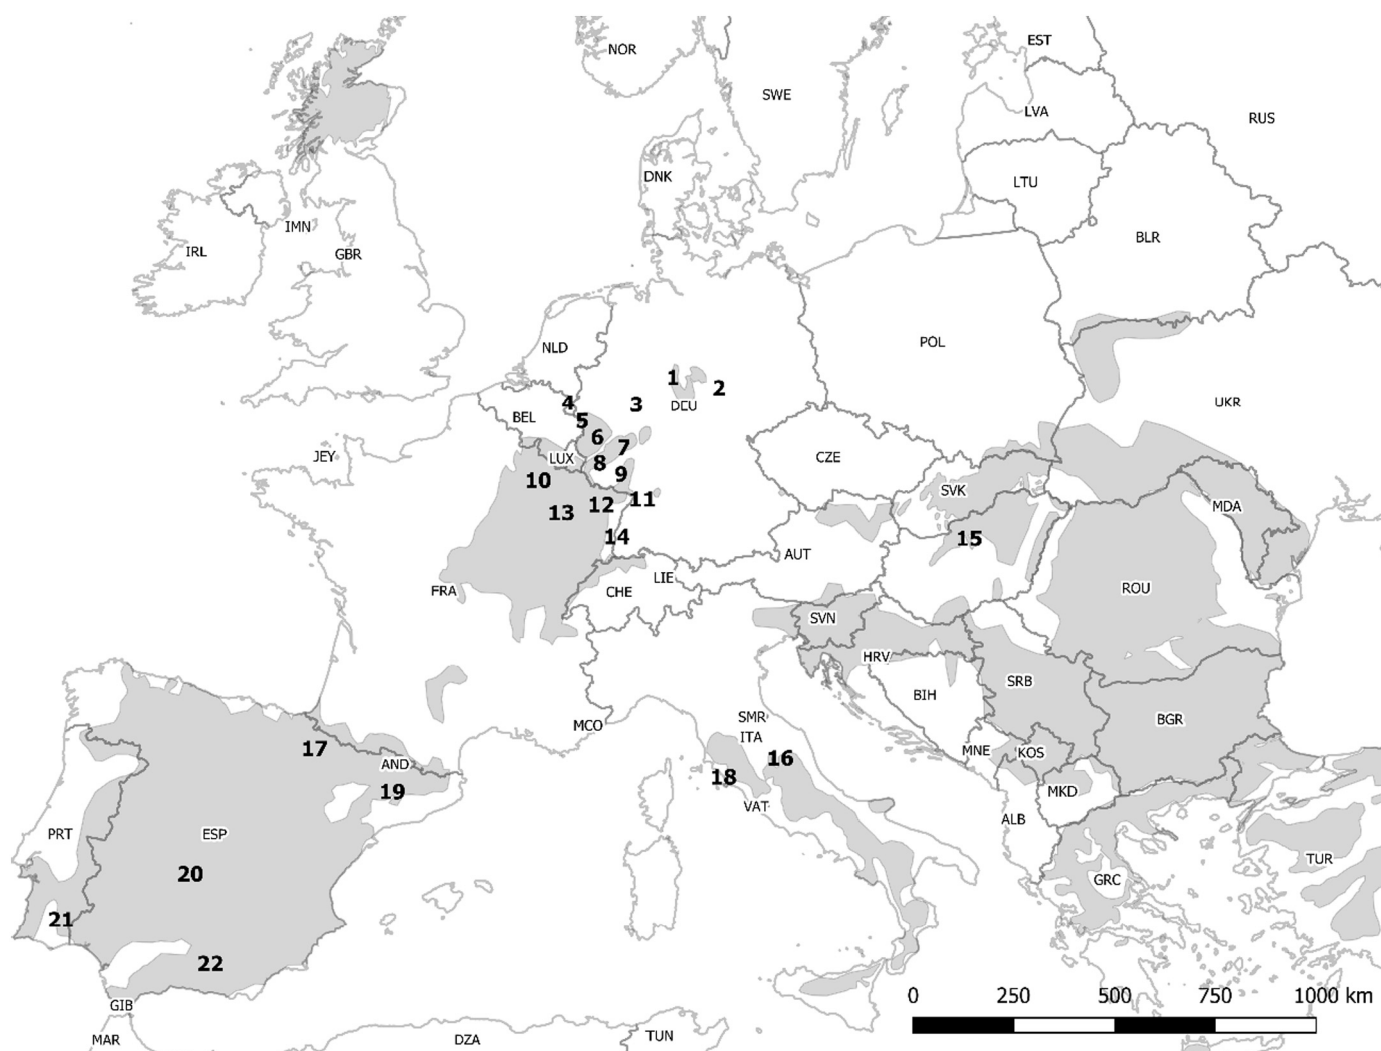 NOR
EST
SWE
LVA
RUS
DNK
LTU
IMN
IRL
GBR
BLR
NLD
POL
1
2
DEU
3
4
BEL
5
UKR
6
JEY
7
LUX
8
CZE
9
10
SVK
11
12
MDA
13
14
15
AUT
LIE
FRA
CHE
ROU
SVN
HRV
SRB
BIH
SMR
MCO
BGR
ITA
17
16
MNE
KOS
AND
18
19
MKD
VAT
ALB
PRT
ESP
TUR
20
GRC
21
22
GIB
0 250 500 750 1000 km
MAR
DZA
TUN